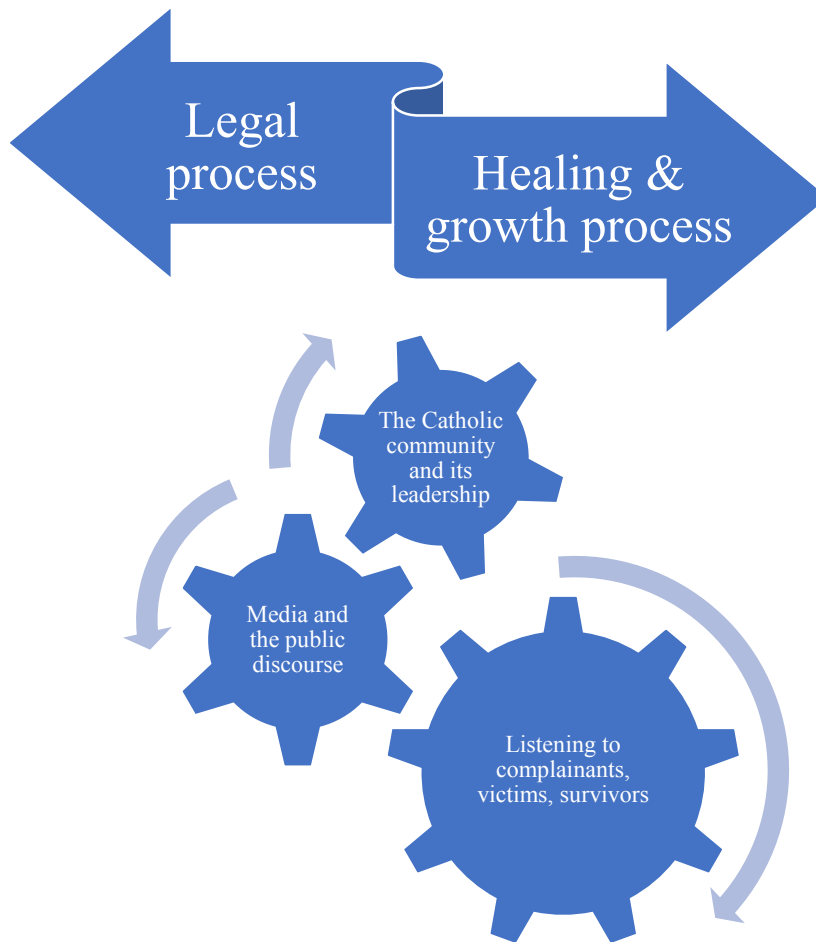 Legal
process
Healing &
growth process
The Catholic
community
and its
leadership
Media and
the public
discourse
Listening to
complainants,
victims, survivors